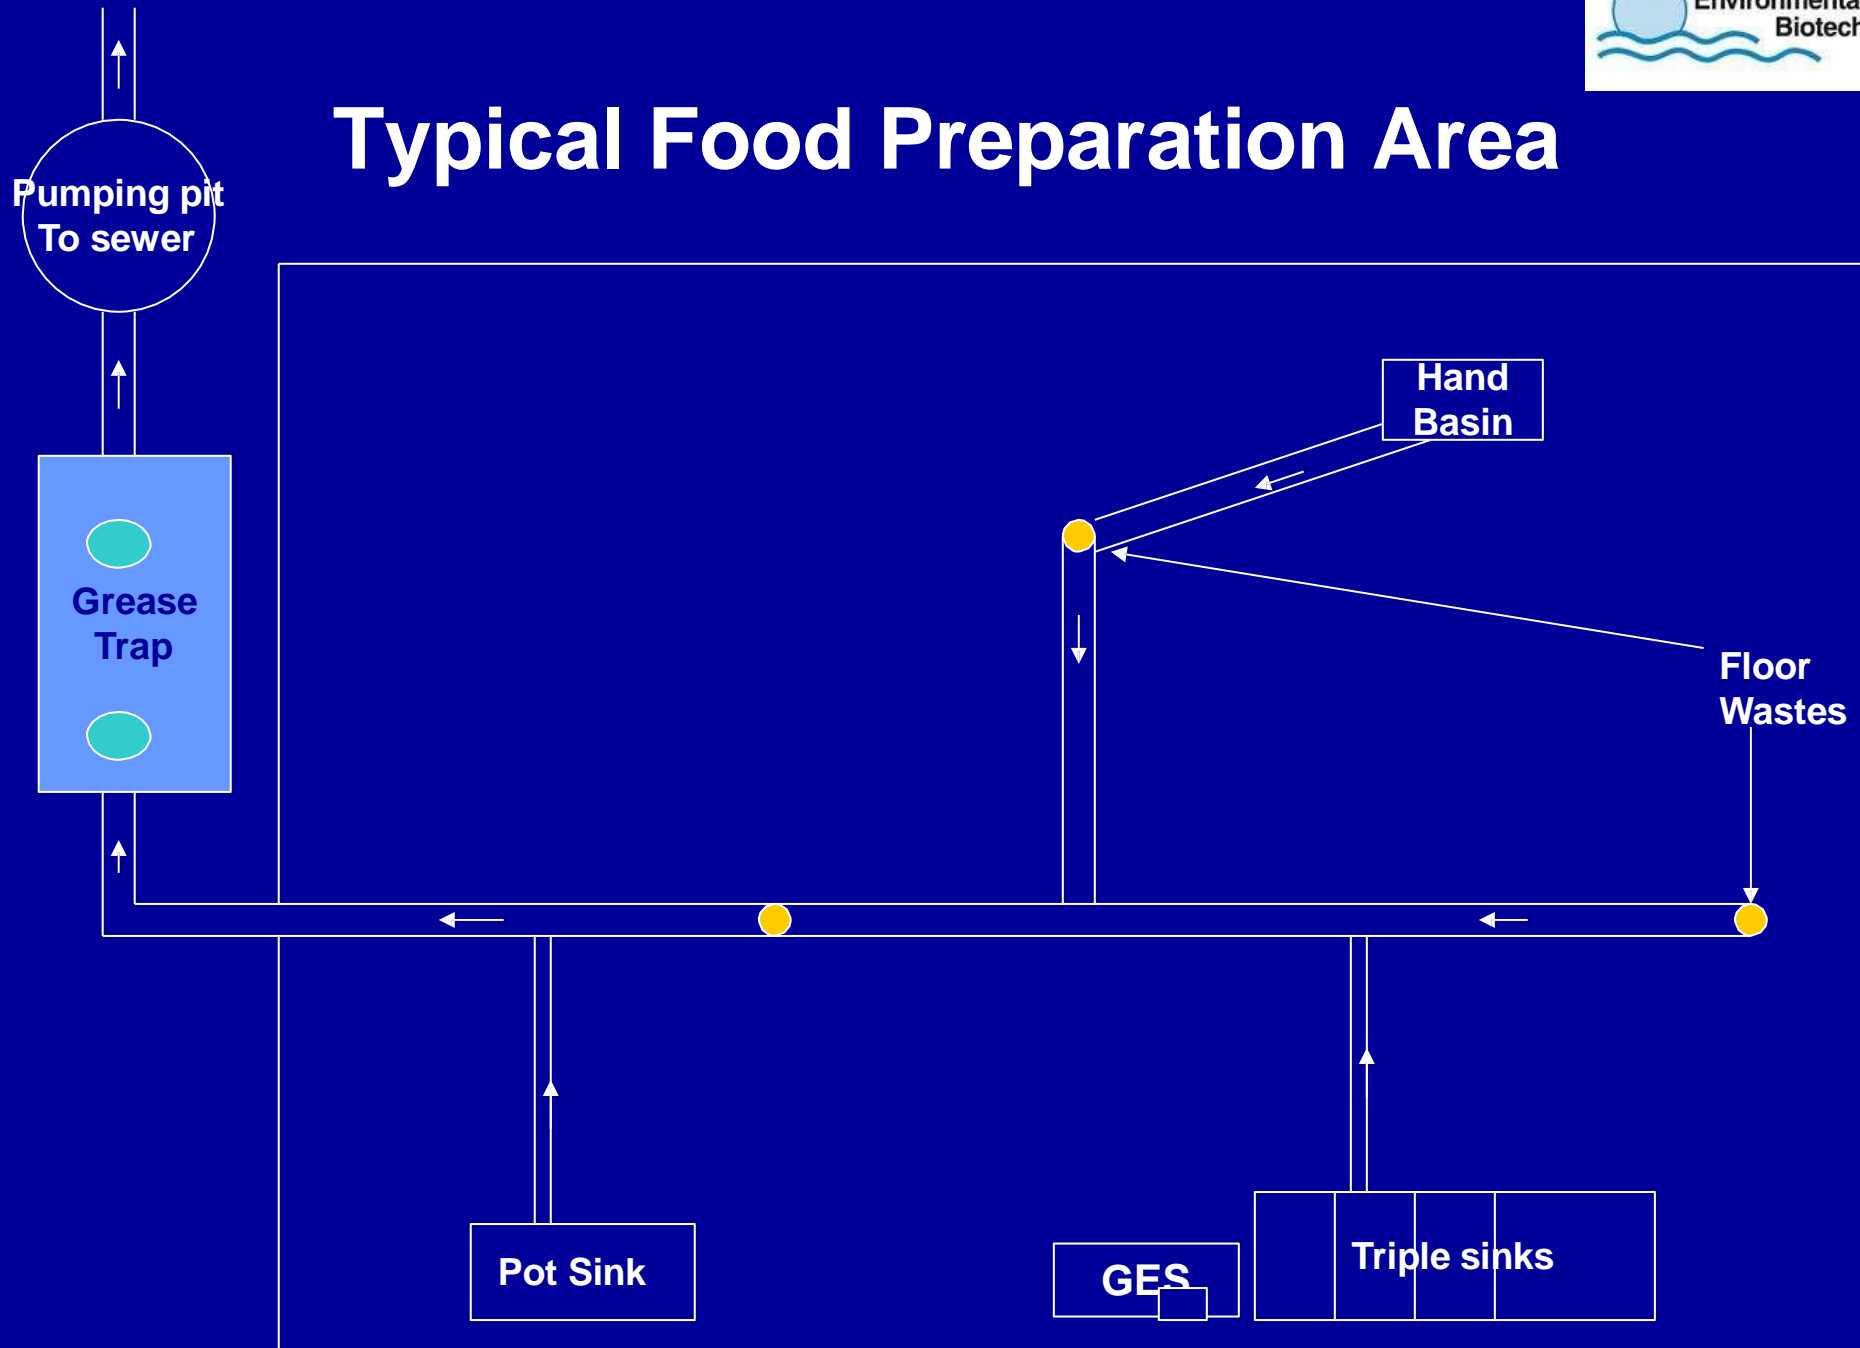 Environmenta
Biotech
Typical Food Preparation Area
Pumping pit
To sewer
Hand
Basin
Grease
Trap
Floor
Wastes
Pot Sink
GES
Triple sinks